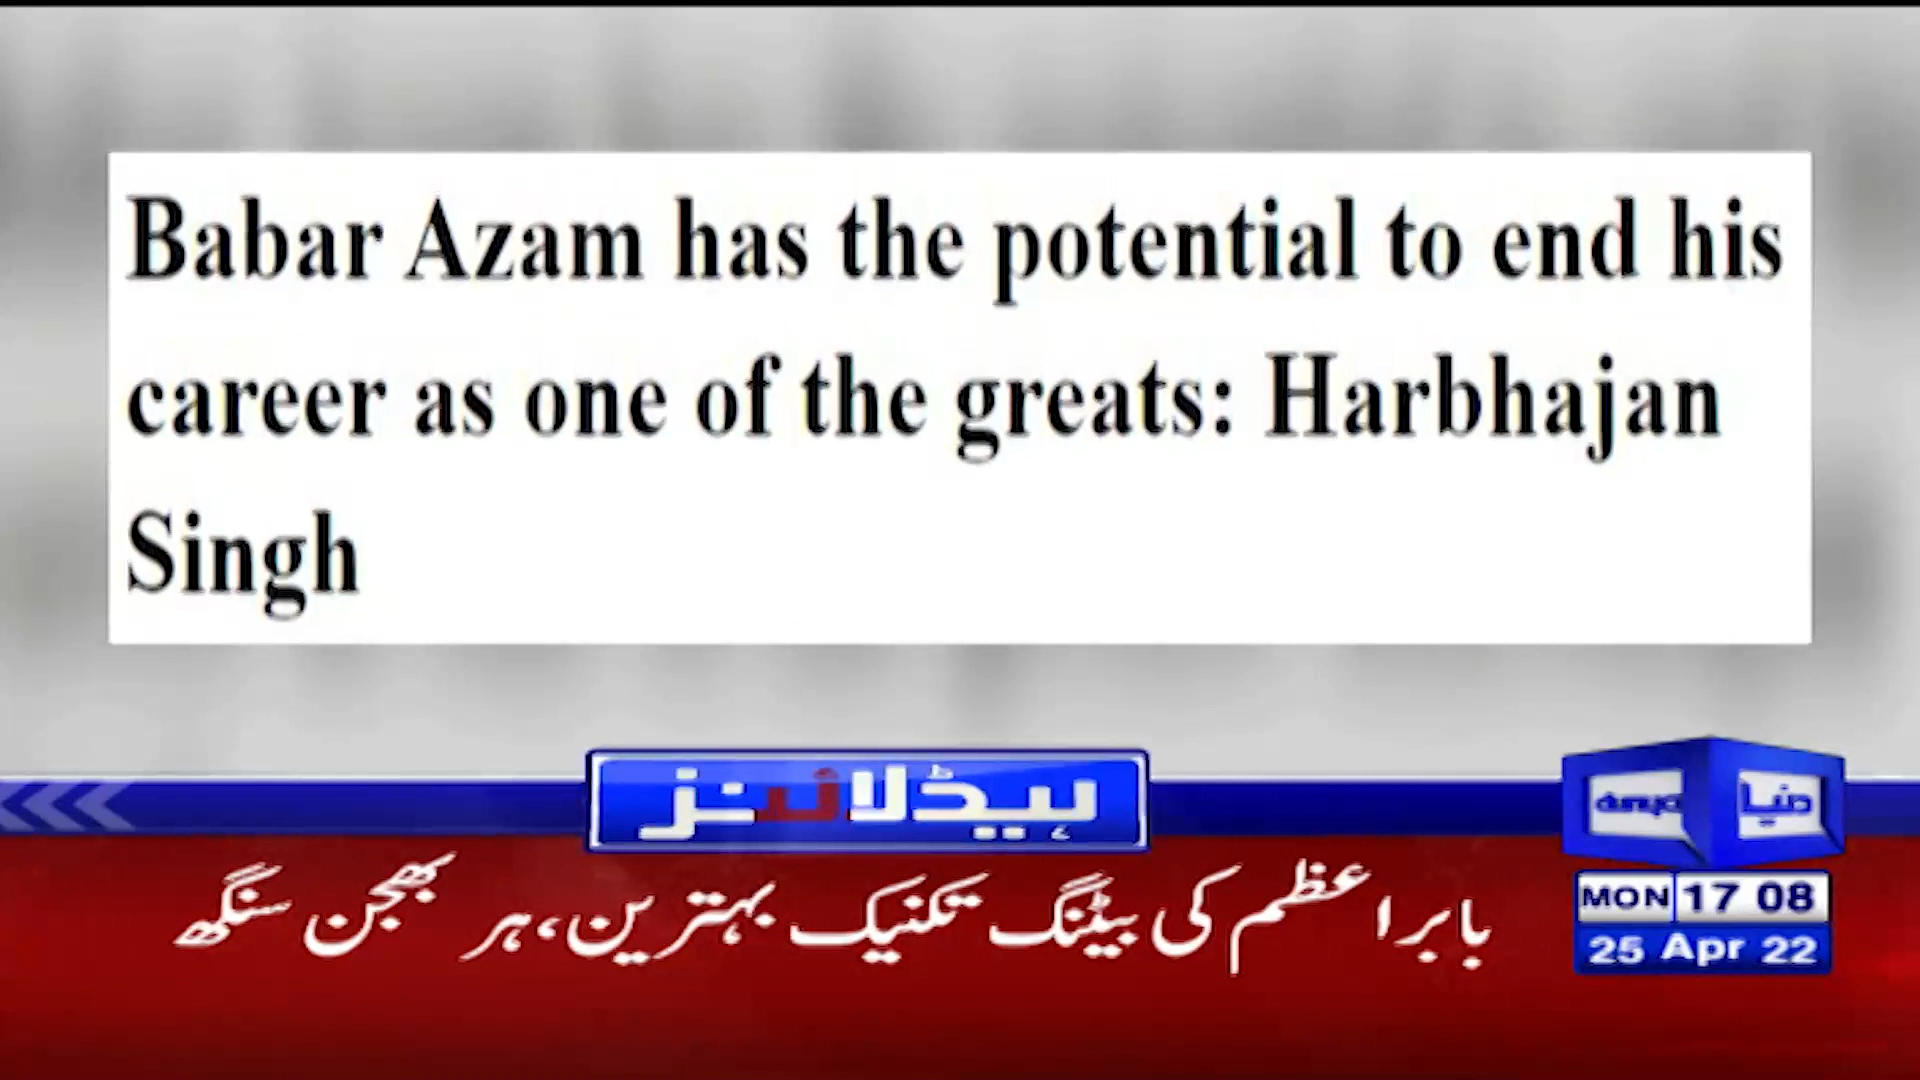 Babar Azam has the potential to end his
career as one of the greats: Harbhajan
Singh
ہیڈلائنز
dunya دنیا
بابر اعظم کی بیٹنگ تکنیک بہترین، ہر بھجن سنگھ
MON 17 08
25 Apr 22